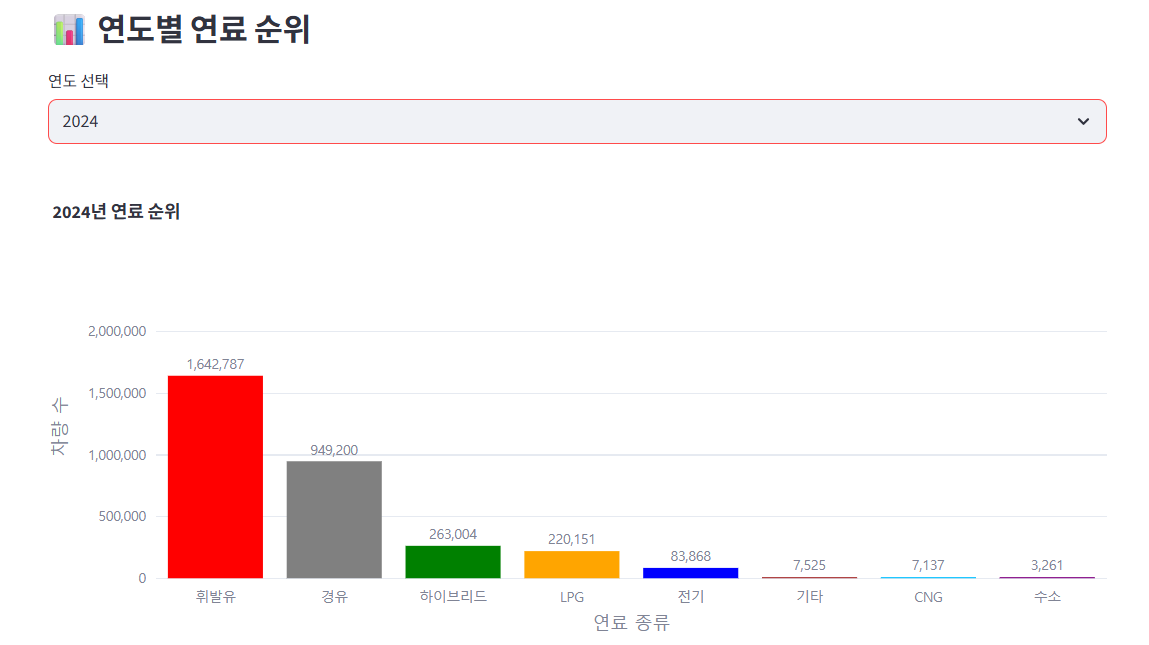 연도별 연료 순위
연도 선택
2024
2024년 연료 순위
2,000,000
1,500,000
1,000,000
500,000
0
차량 수
1,642,787
949,200
263,004
220,151
83,868
7,525
7,137
3,261
휘발유
경유
하이브리드
LPG
전기
기타
CNG
수소
연료 종류